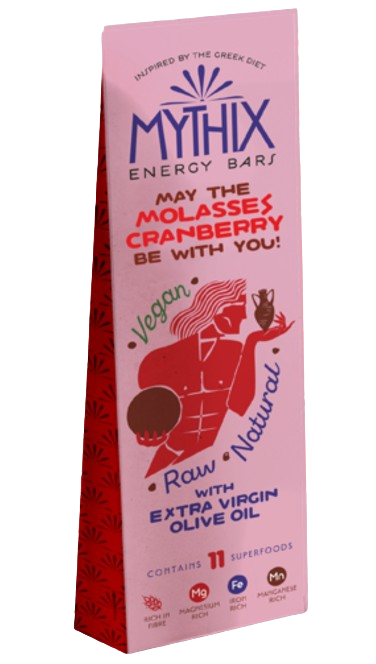 INSPIRED BY THE GREEK DIET
MYTHIX
ENERGY BARS
MAY THE
MOLASSES
CRANBERRY
BE WITH YOU!
Vegan
Natural
Raw
WITH
EXTRA VIRGIN
OLIVE OIL
CONTAINS 11 SUPERFOODS
Mg
Fe
Mn
RICH IN
FIBRE
MAGNESIUM
RICH
IRON
RICH
MANGANESE
RICH